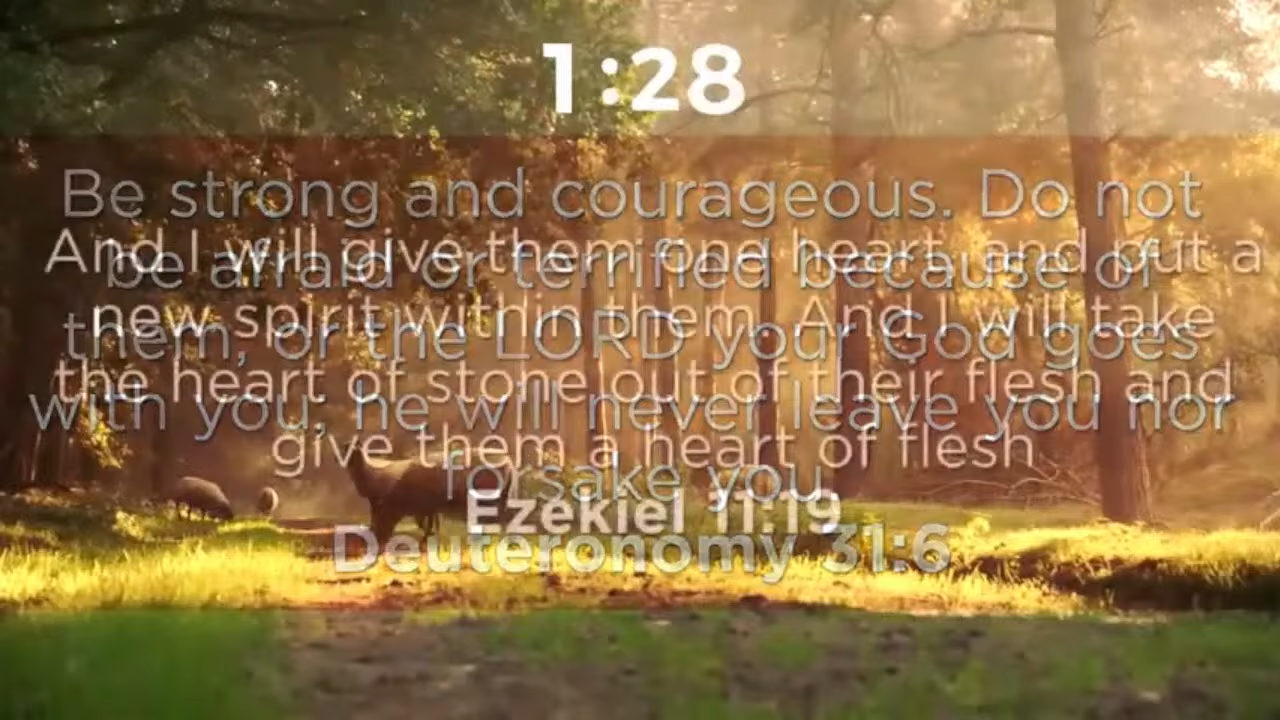 1:28
Be strong and courageous. Do not
be afraid or terrified because of
them, or the LORD your God goes
with you, he will never leave you nor
forsake you
Deuteronomy 31:6
And I will give them one heart, and put a
new spirit within them. And I will take
the heart of stone out of their flesh and
give them a heart of flesh
Ezekiel 11:19